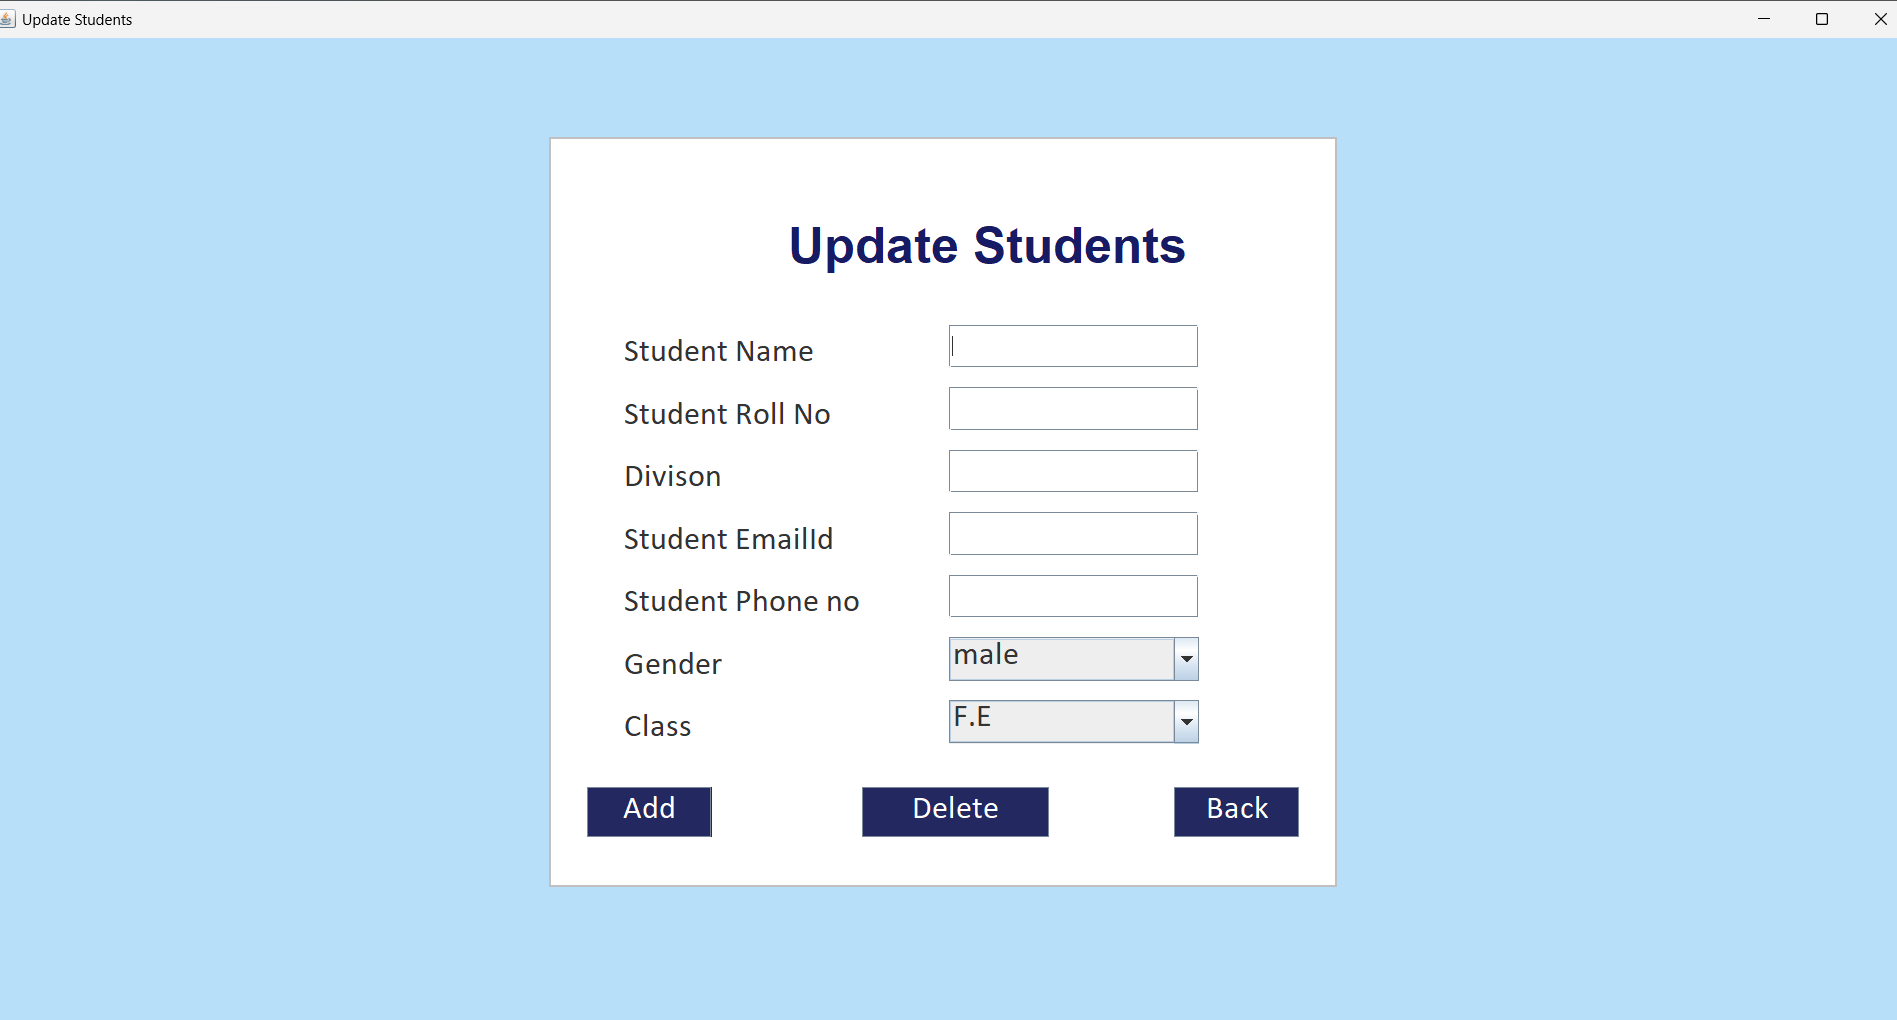 Update Students
Update Students
Student Name
Student Roll No
Divison
Student EmailId
Student Phone no
Gender male
Class F.E
Add Delete Back